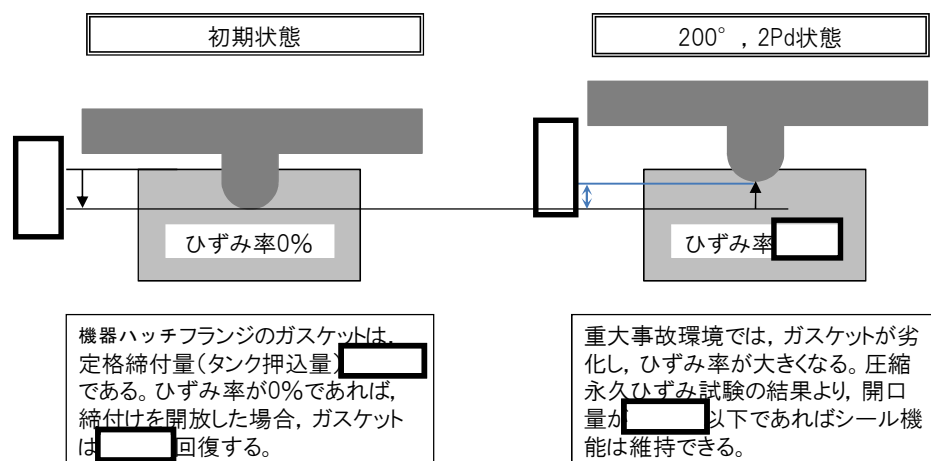 初期状態
200°，2Pd状態
ひずみ率0%
ひずみ率
機器ハッチフランジのガスケットは，
定格締付量(タンク押込量)
である。ひずみ率が0%であれば，
締付けを開放した場合，ガスケット
は 回復する。
重大事故環境では，ガスケットが劣
化し，ひずみ率が大きくなる。圧縮
永久ひずみ試験の結果より，開口
量が 以下であればシール機
能は維持できる。